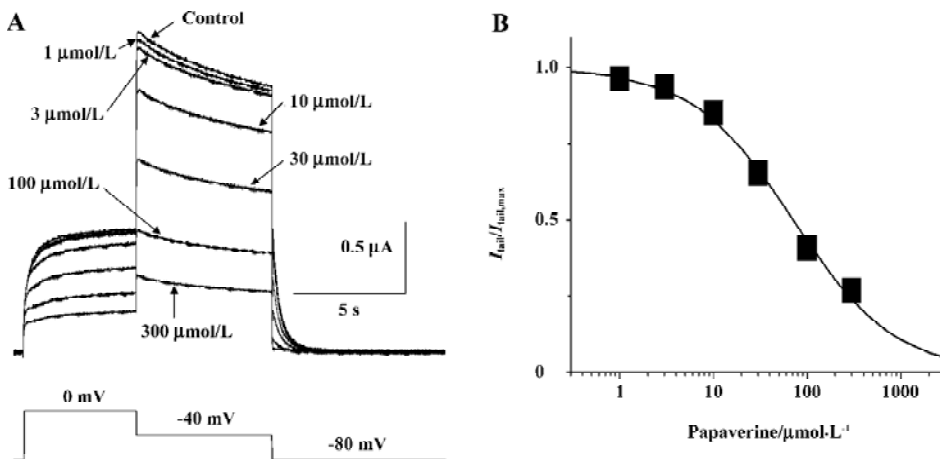 A
Control
1 µmol/L
3 µmol/L
10 µmol/L
30 µmol/L
100 µmol/L
0.5 µA
5 s
300 µmol/L
0 mV
-40 mV
-80 mV
B
1.0
0.5
0
Itail/Itail,max
1 10 100 1000
Papaverine/µmol·L-1